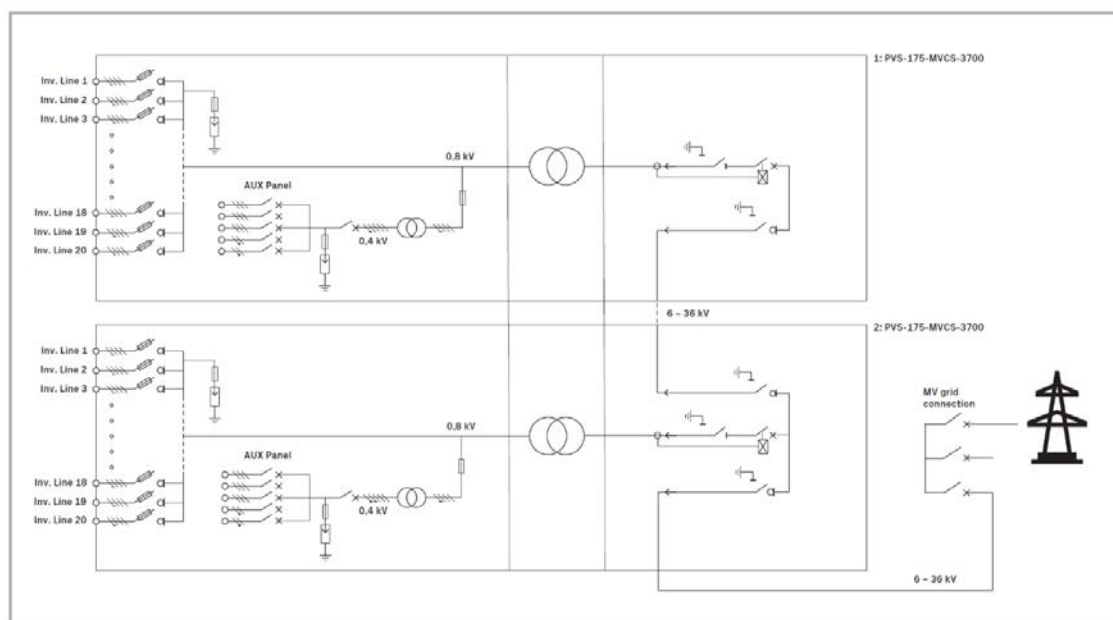 1: PVS-175-MVCS-3700
Inv. Line 1
Inv. Line 2
Inv. Line 3
0,8 kV
AUX Panel
Inv. Line 18
Inv. Line 19
Inv. Line 20
0,4 kV
6 – 36 kV
2: PVS-175-MVCS-3700
Inv. Line 1
Inv. Line 2
Inv. Line 3
MV grid
connection
0,8 kV
AUX Panel
Inv. Line 18
Inv. Line 19
Inv. Line 20
0,4 kV
6 – 36 kV